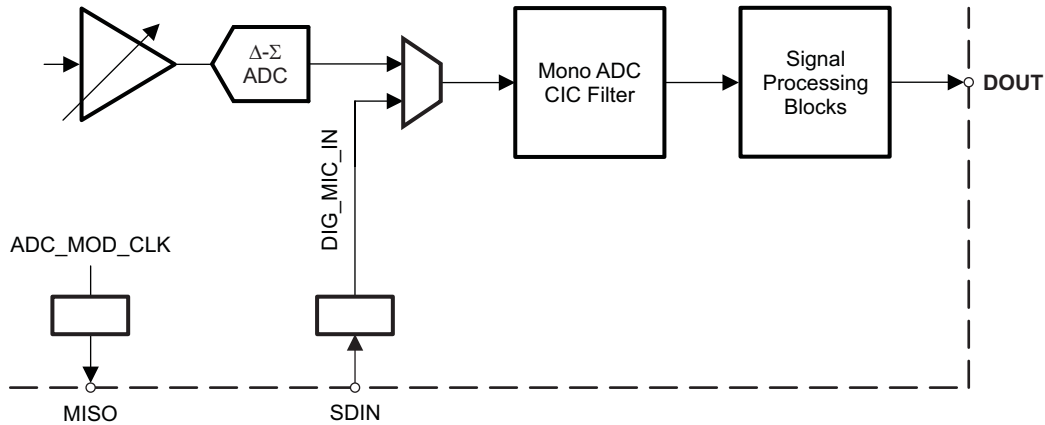 Δ-Σ
ADC
Mono ADC
CIC Filter
Signal
Processing
Blocks
DOUT
DIG_MIC_IN
ADC_MOD_CLK
MISO
SDIN